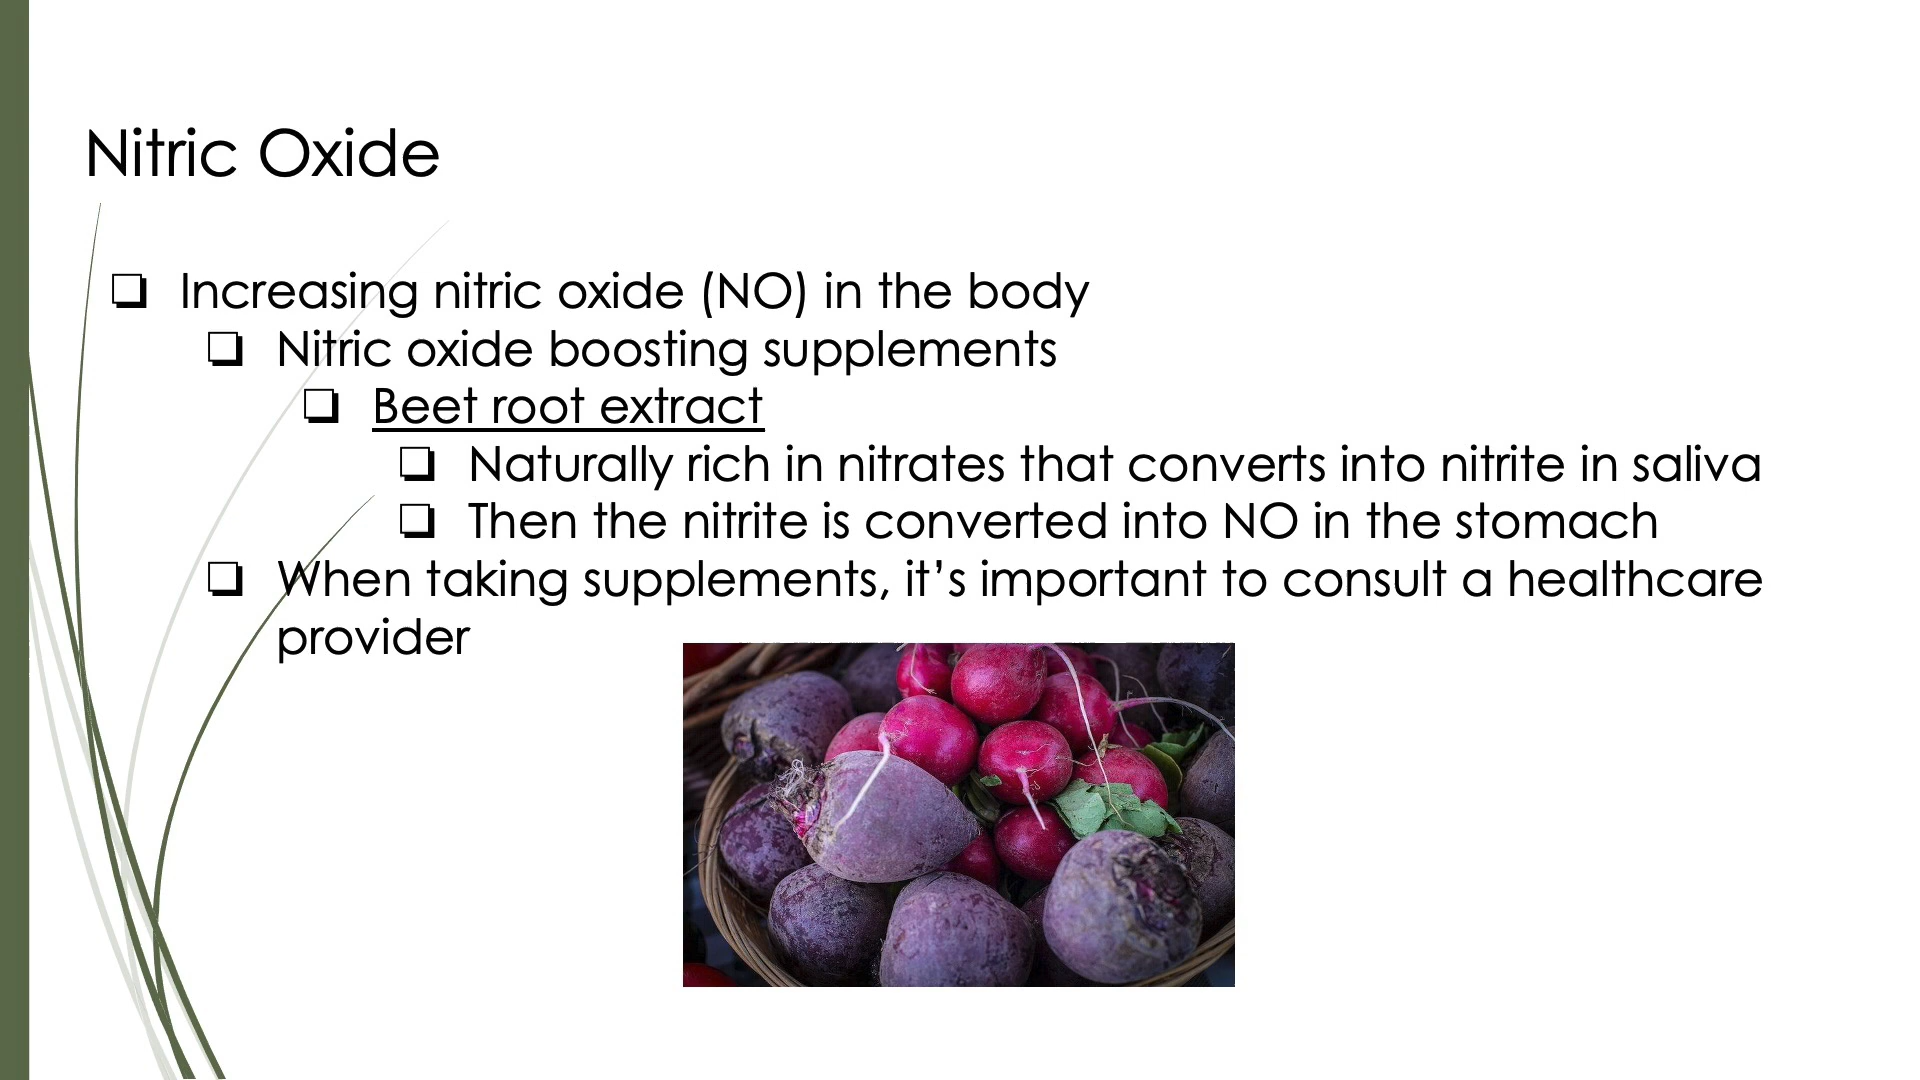 Nitric Oxide
❑ Increasing nitric oxide (NO) in the body
❑ Nitric oxide boosting supplements
❑ Beet root extract
❑ Naturally rich in nitrates that converts into nitrite in saliva
❑ Then the nitrite is converted into NO in the stomach
❑ When taking supplements, it’s important to consult a healthcare
provider